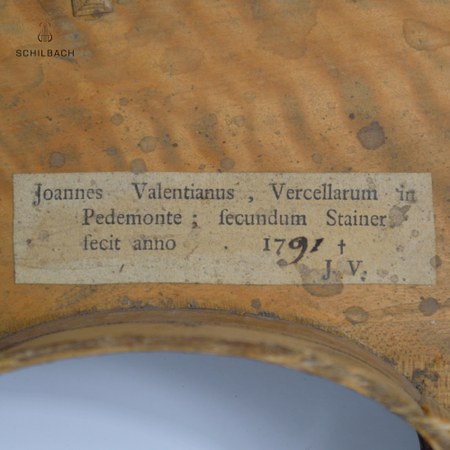 SCHILBACH
Joannes Valentianus, Vercellarum in
Pedemonte; ſecundum Stainer
fecit anno . 1791 †
J. V.